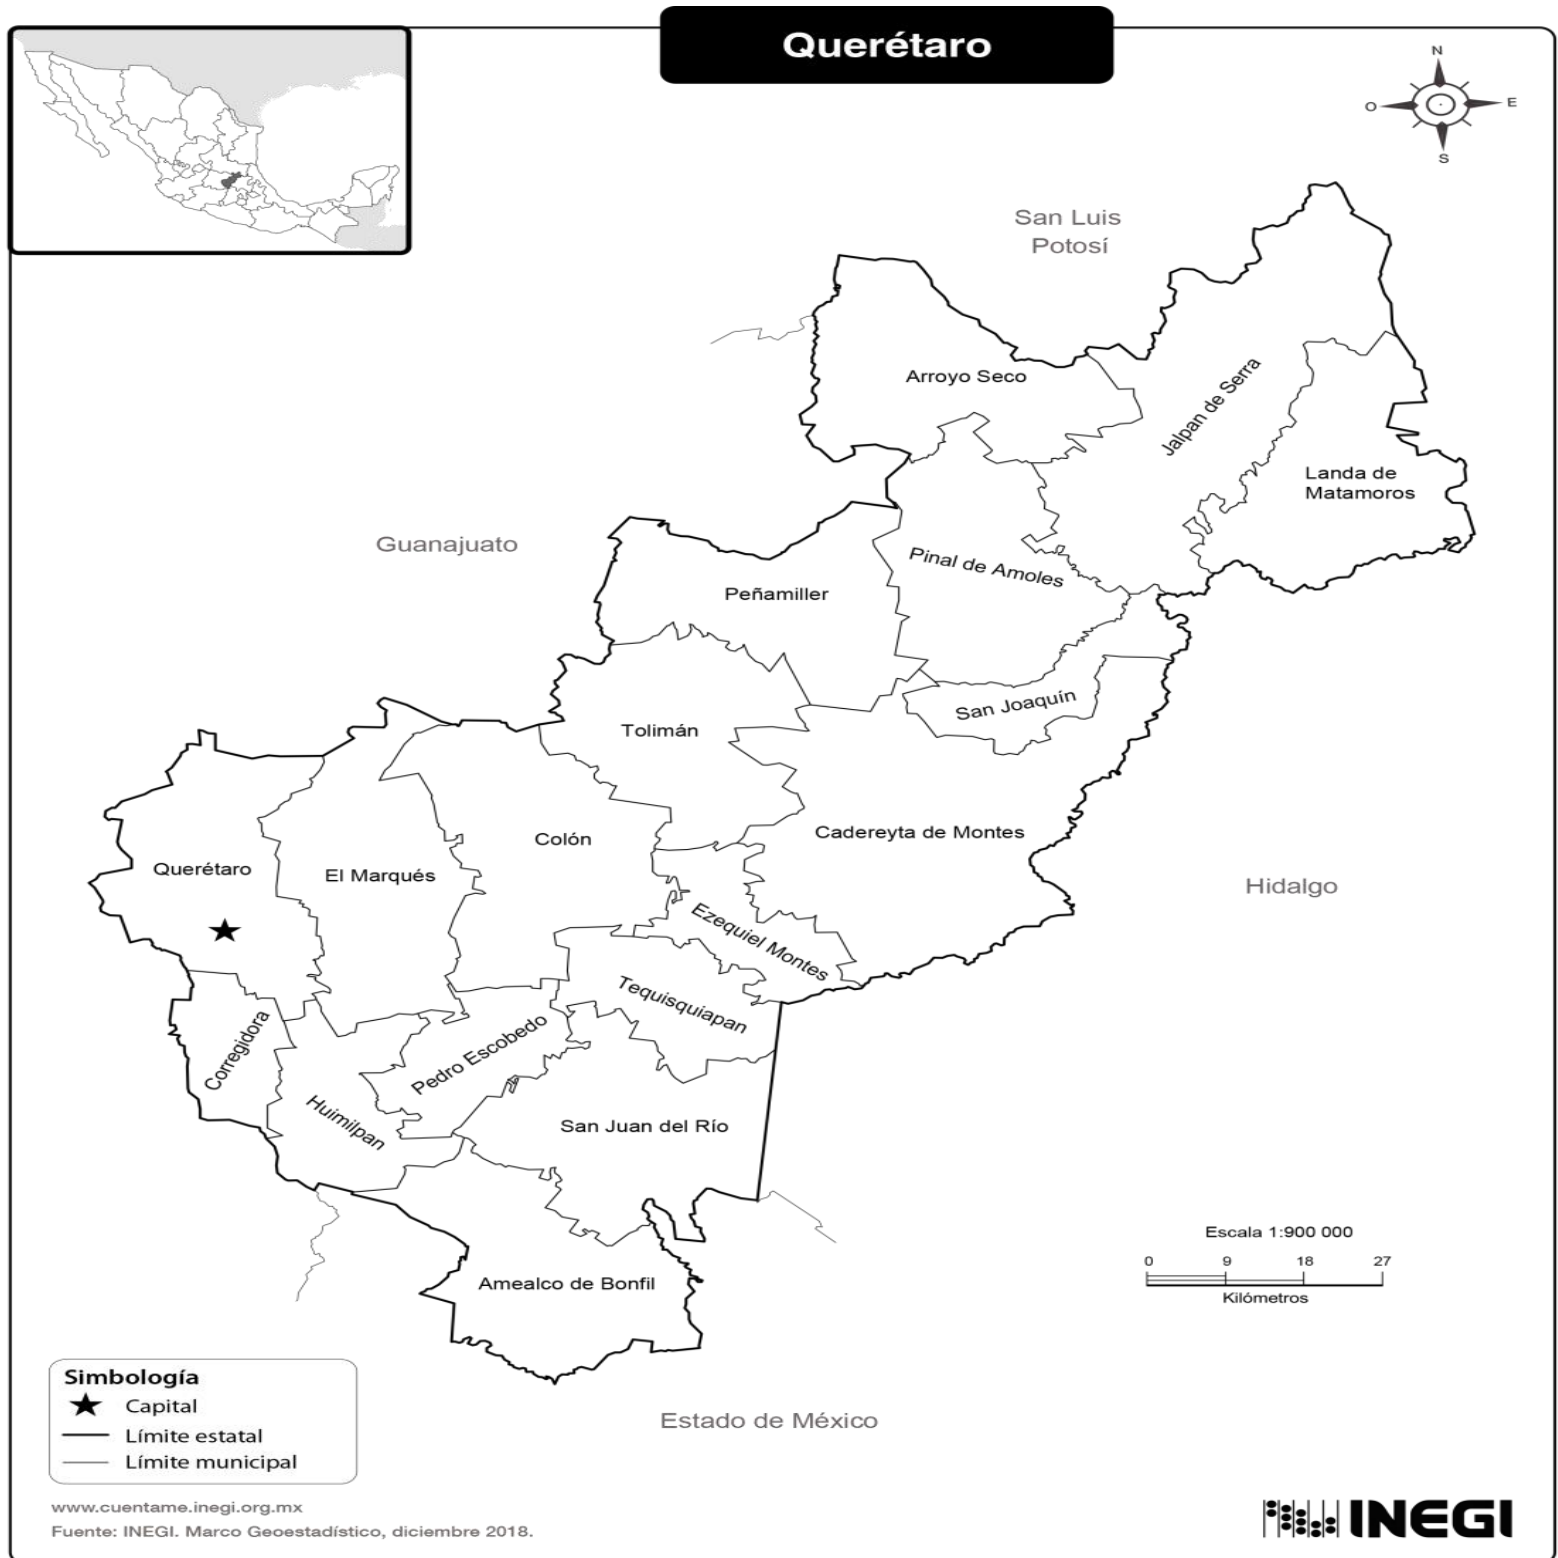 Querétaro
N
O
E
S
San Luis
Potosí
Arroyo Seco
Jalpan de Serra
Landa de
Matamoros
Guanajuato
Pinal de Amoles
Peñamiller
San Joaquín
Tolimán
Cadereyta de Montes
Colón
Querétaro
El Marqués
Hidalgo
Ezequiel Montes
Tequisquiapan
Corregidora
Pedro Escobedo
Huimilpan
San Juan del Río
Amealco de Bonfil
Escala 1:900 000
0 9 18 27
Kilómetros
Estado de México
Simbología
Capital
Límite estatal
Límite municipal
www.cuentame.inegi.org.mx
Fuente: INEGI. Marco Geoestadístico, diciembre 2018.
INEGI